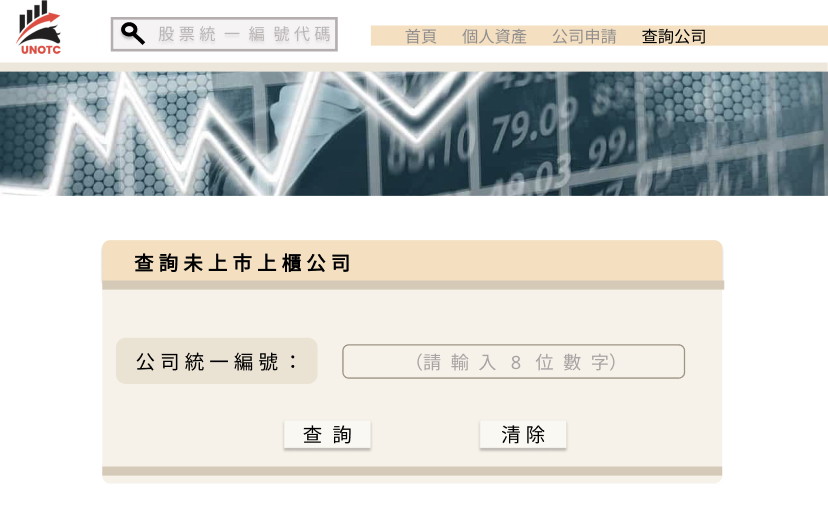 UNOTC
股票統一編號代碼
首頁 個人資產 公司申請 查詢公司
79.09
99.
查詢未上市上櫃公司
公司統一編號：
(請輸入 8 位數字)
查詢
清除